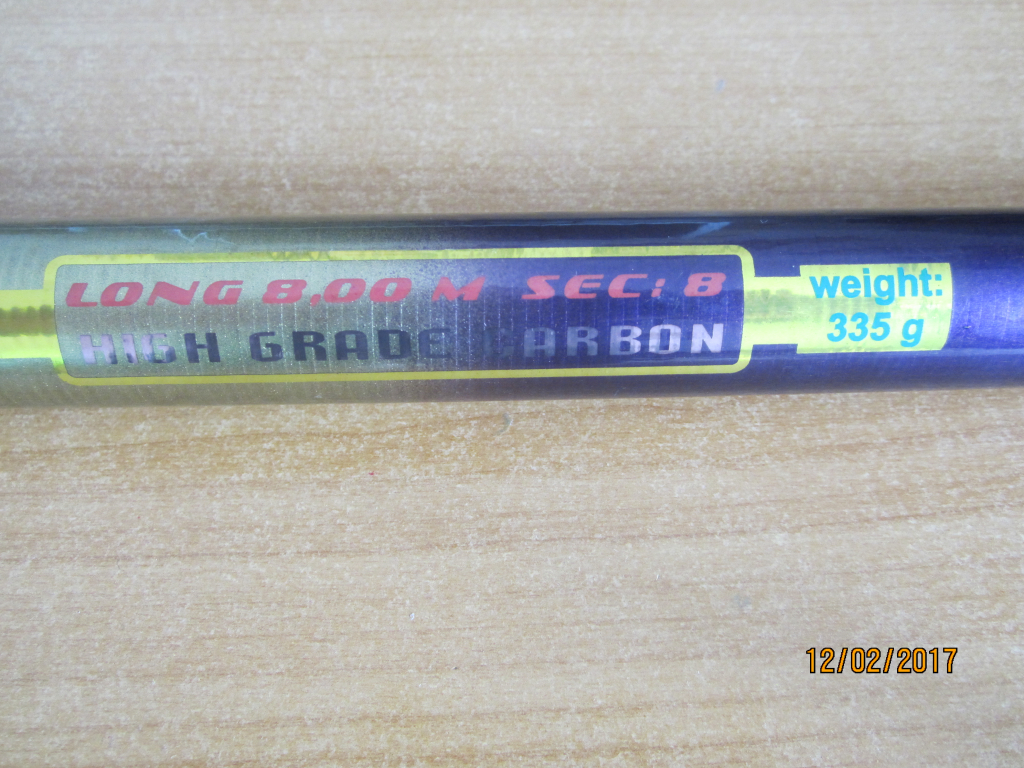 LONG 8,00 M SEC; 8
HIGH GRADE CARBON
weight:
335 g
12/02/2017